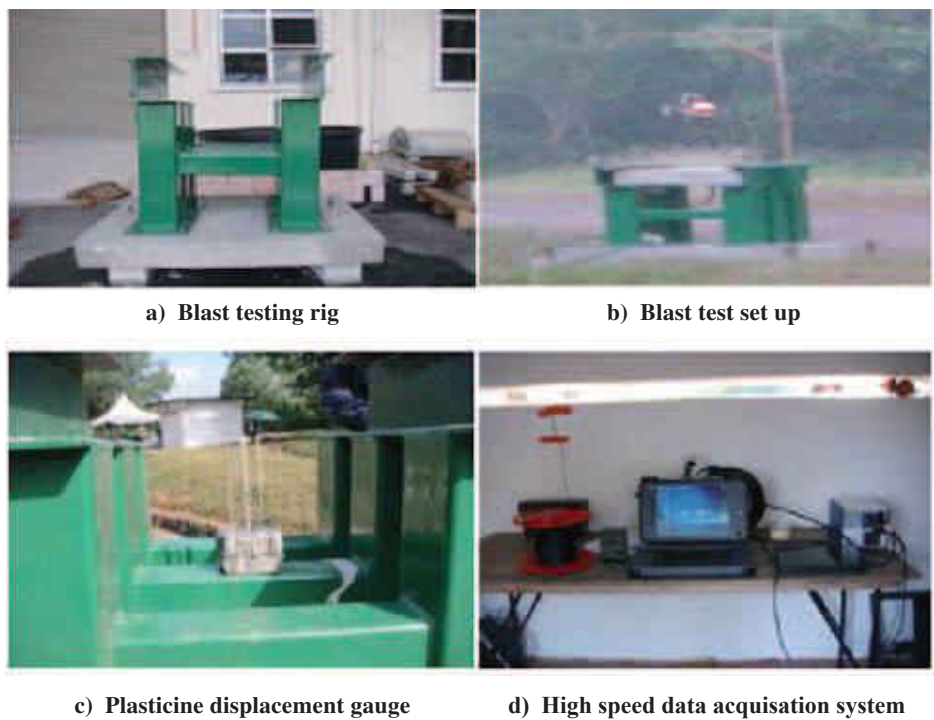 a) Blast testing rig
b) Blast test set up
c) Plasticine displacement gauge
d) High speed data acquisation system